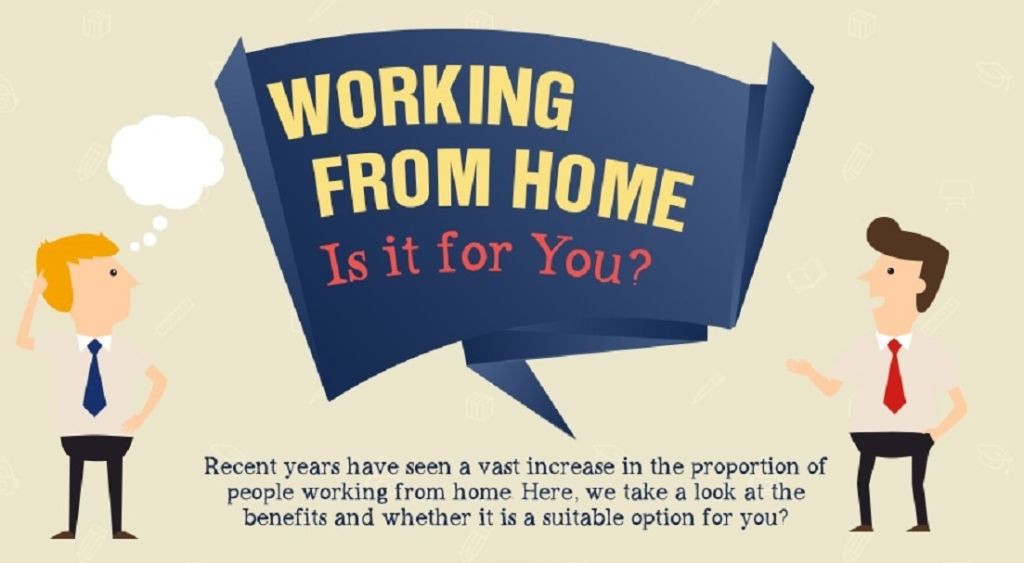 WORKING
FROM HOME
Is it for You?
Recent years have seen a vast increase in the proportion of
people working from home. Here, we take a look at the
benefits and whether it is a suitable option for you?